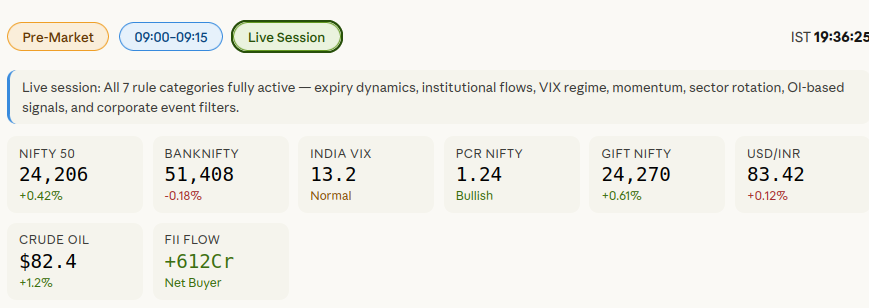 Pre-Market
09:00–09:15
Live Session
IST 19:36:25
Live session: All 7 rule categories fully active — expiry dynamics, institutional flows, VIX regime, momentum, sector rotation, OI-based
signals, and corporate event filters.
NIFTY 50
24,206
+0.42%
BANKNIFTY
51,408
-0.18%
INDIA VIX
13.2
Normal
PCR NIFTY
1.24
Bullish
GIFT NIFTY
24,270
+0.61%
USD/INR
83.42
+0.12%
CRUDE OIL
$82.4
+1.2%
FII FLOW
+612Cr
Net Buyer